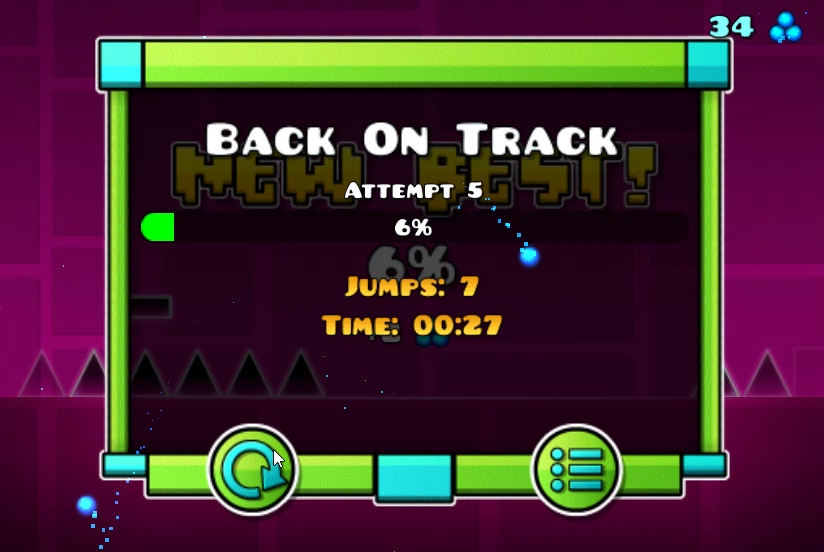 34
Back On Track
New Best!
Attempt 5
6%
6%
Jumps: 7
Time: 00:27